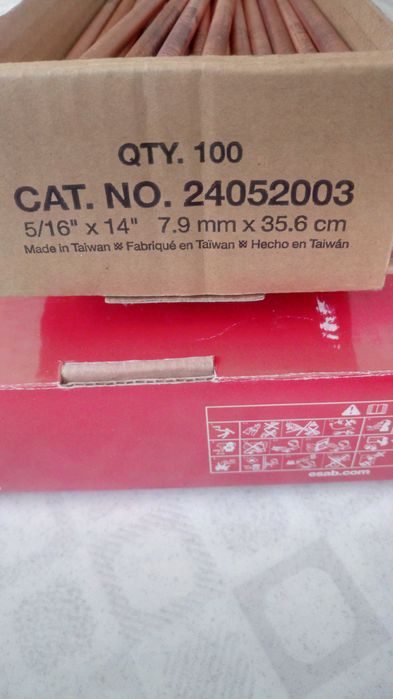 QTY. 100
CAT. NO. 24052003
5/16" x 14" 7.9 mm x 35.6 cm
Made in Taiwan ※ Fabriqué en Taïwan ※ Hecho en Taiwán
esab.com